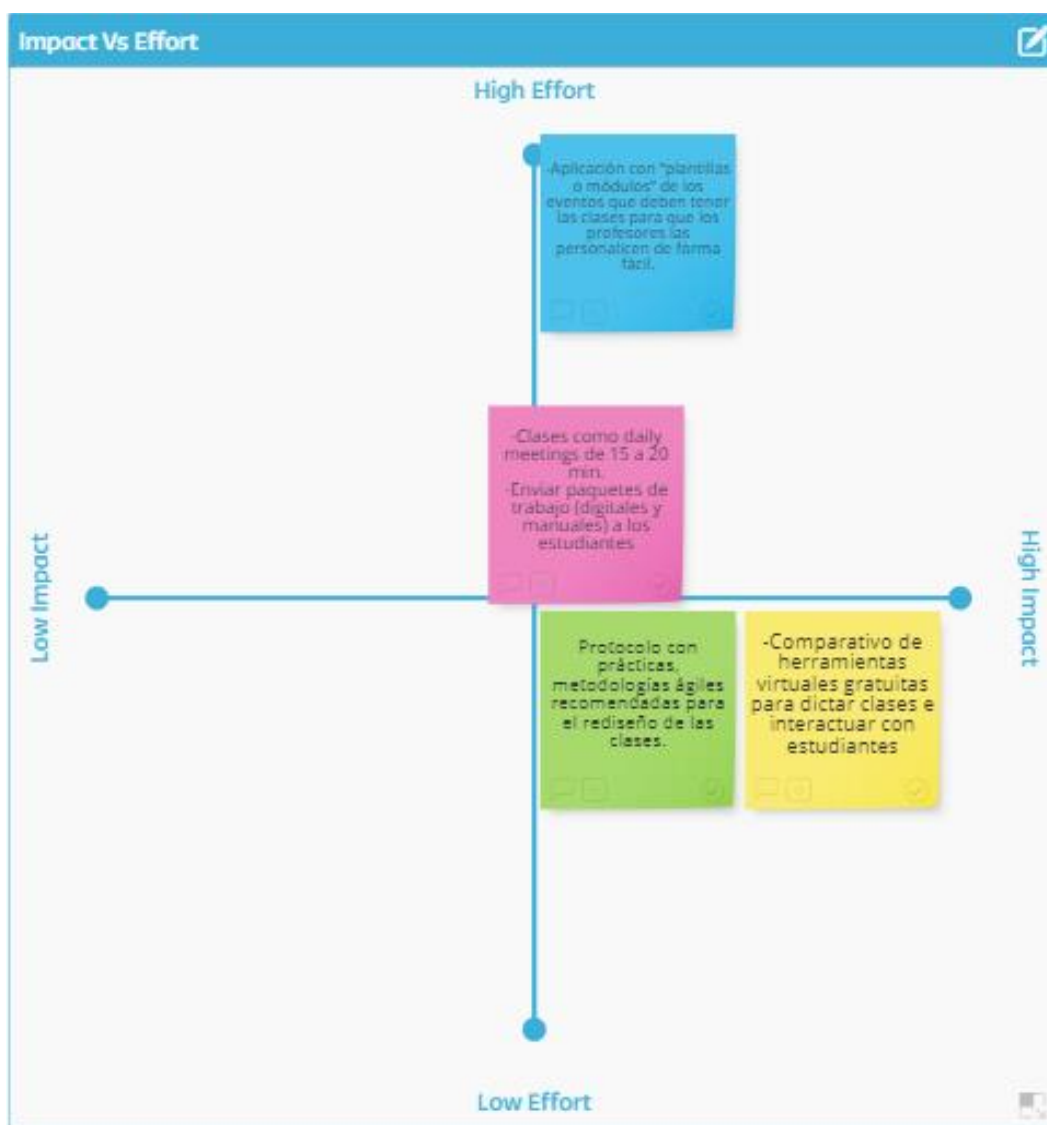 Impact Vs Effort
High Effort
-Aplicación con "plantillas
o módulos" de los
eventos que deben tener
las clases para que los
profesores las
personalicen de forma
fácil.
-Clases como daily
meetings de 15 a 20
min.
-Enviar paquetes de
trabajo (digitales y
manuales) a los
estudiantes
Low Impact
High Impact
Protocolo con
prácticas,
metodologías ágiles
recomendadas para
el rediseño de las
clases.
-Comparativo de
herramientas
virtuales gratuitas
para dictar clases e
interactuar con
estudiantes
Low Effort